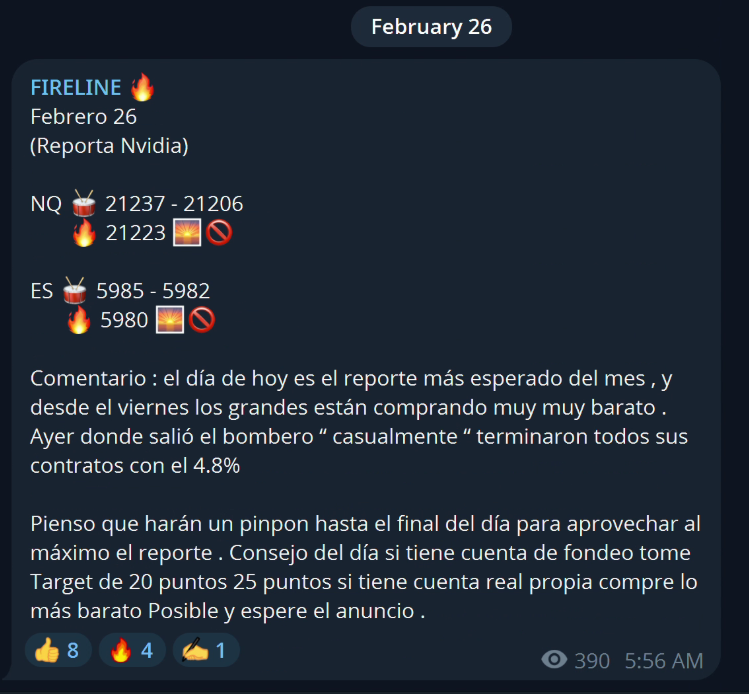 February 26
FIRELINE 🔥
Febrero 26
(Reporta Nvidia)
NQ 🥁 21237 - 21206
🔥 21223 🌅🚫
ES 🥁 5985 - 5982
🔥 5980 🌅🚫
Comentario : el día de hoy es el reporte más esperado del mes , y
desde el viernes los grandes están comprando muy muy barato .
Ayer donde salió el bombero “ casualmente “ terminaron todos sus
contratos con el 4.8%
Pienso que harán un pinpon hasta el final del día para aprovechar al
máximo el reporte . Consejo del día si tiene cuenta de fondeo tome
Target de 20 puntos 25 puntos si tiene cuenta real propia compre lo
más barato Posible y espere el anuncio .
👍 8 🔥 4 ✍️ 1
390 5:56 AM